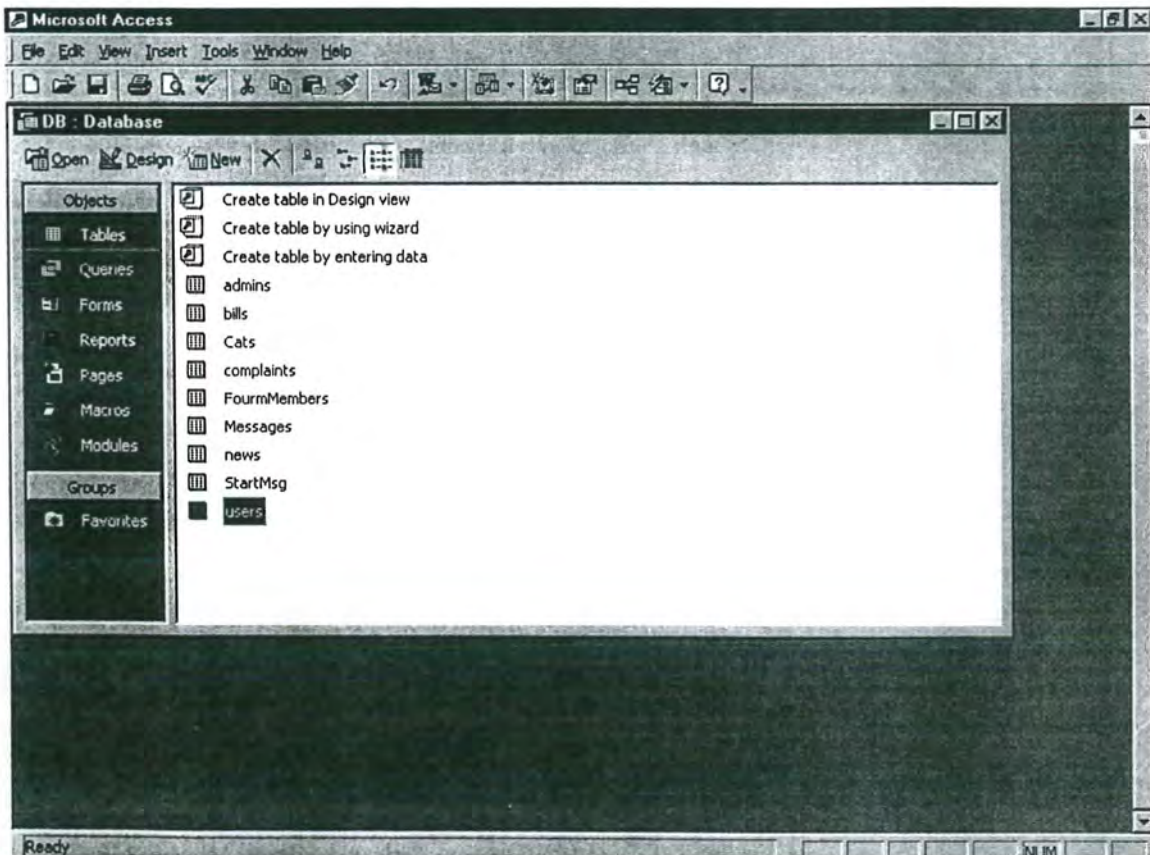 Microsoft Access
File Edit View Insert Tools Window Help
DB : Database
Open Design New
Objects
Tables
Queries
Forms
Reports
Pages
Macros
Modules
Groups
Favorites
Create table in Design view
Create table by using wizard
Create table by entering data
admins
bills
Cats
complaints
FourmMembers
Messages
news
StartMsg
users
Ready
NUM